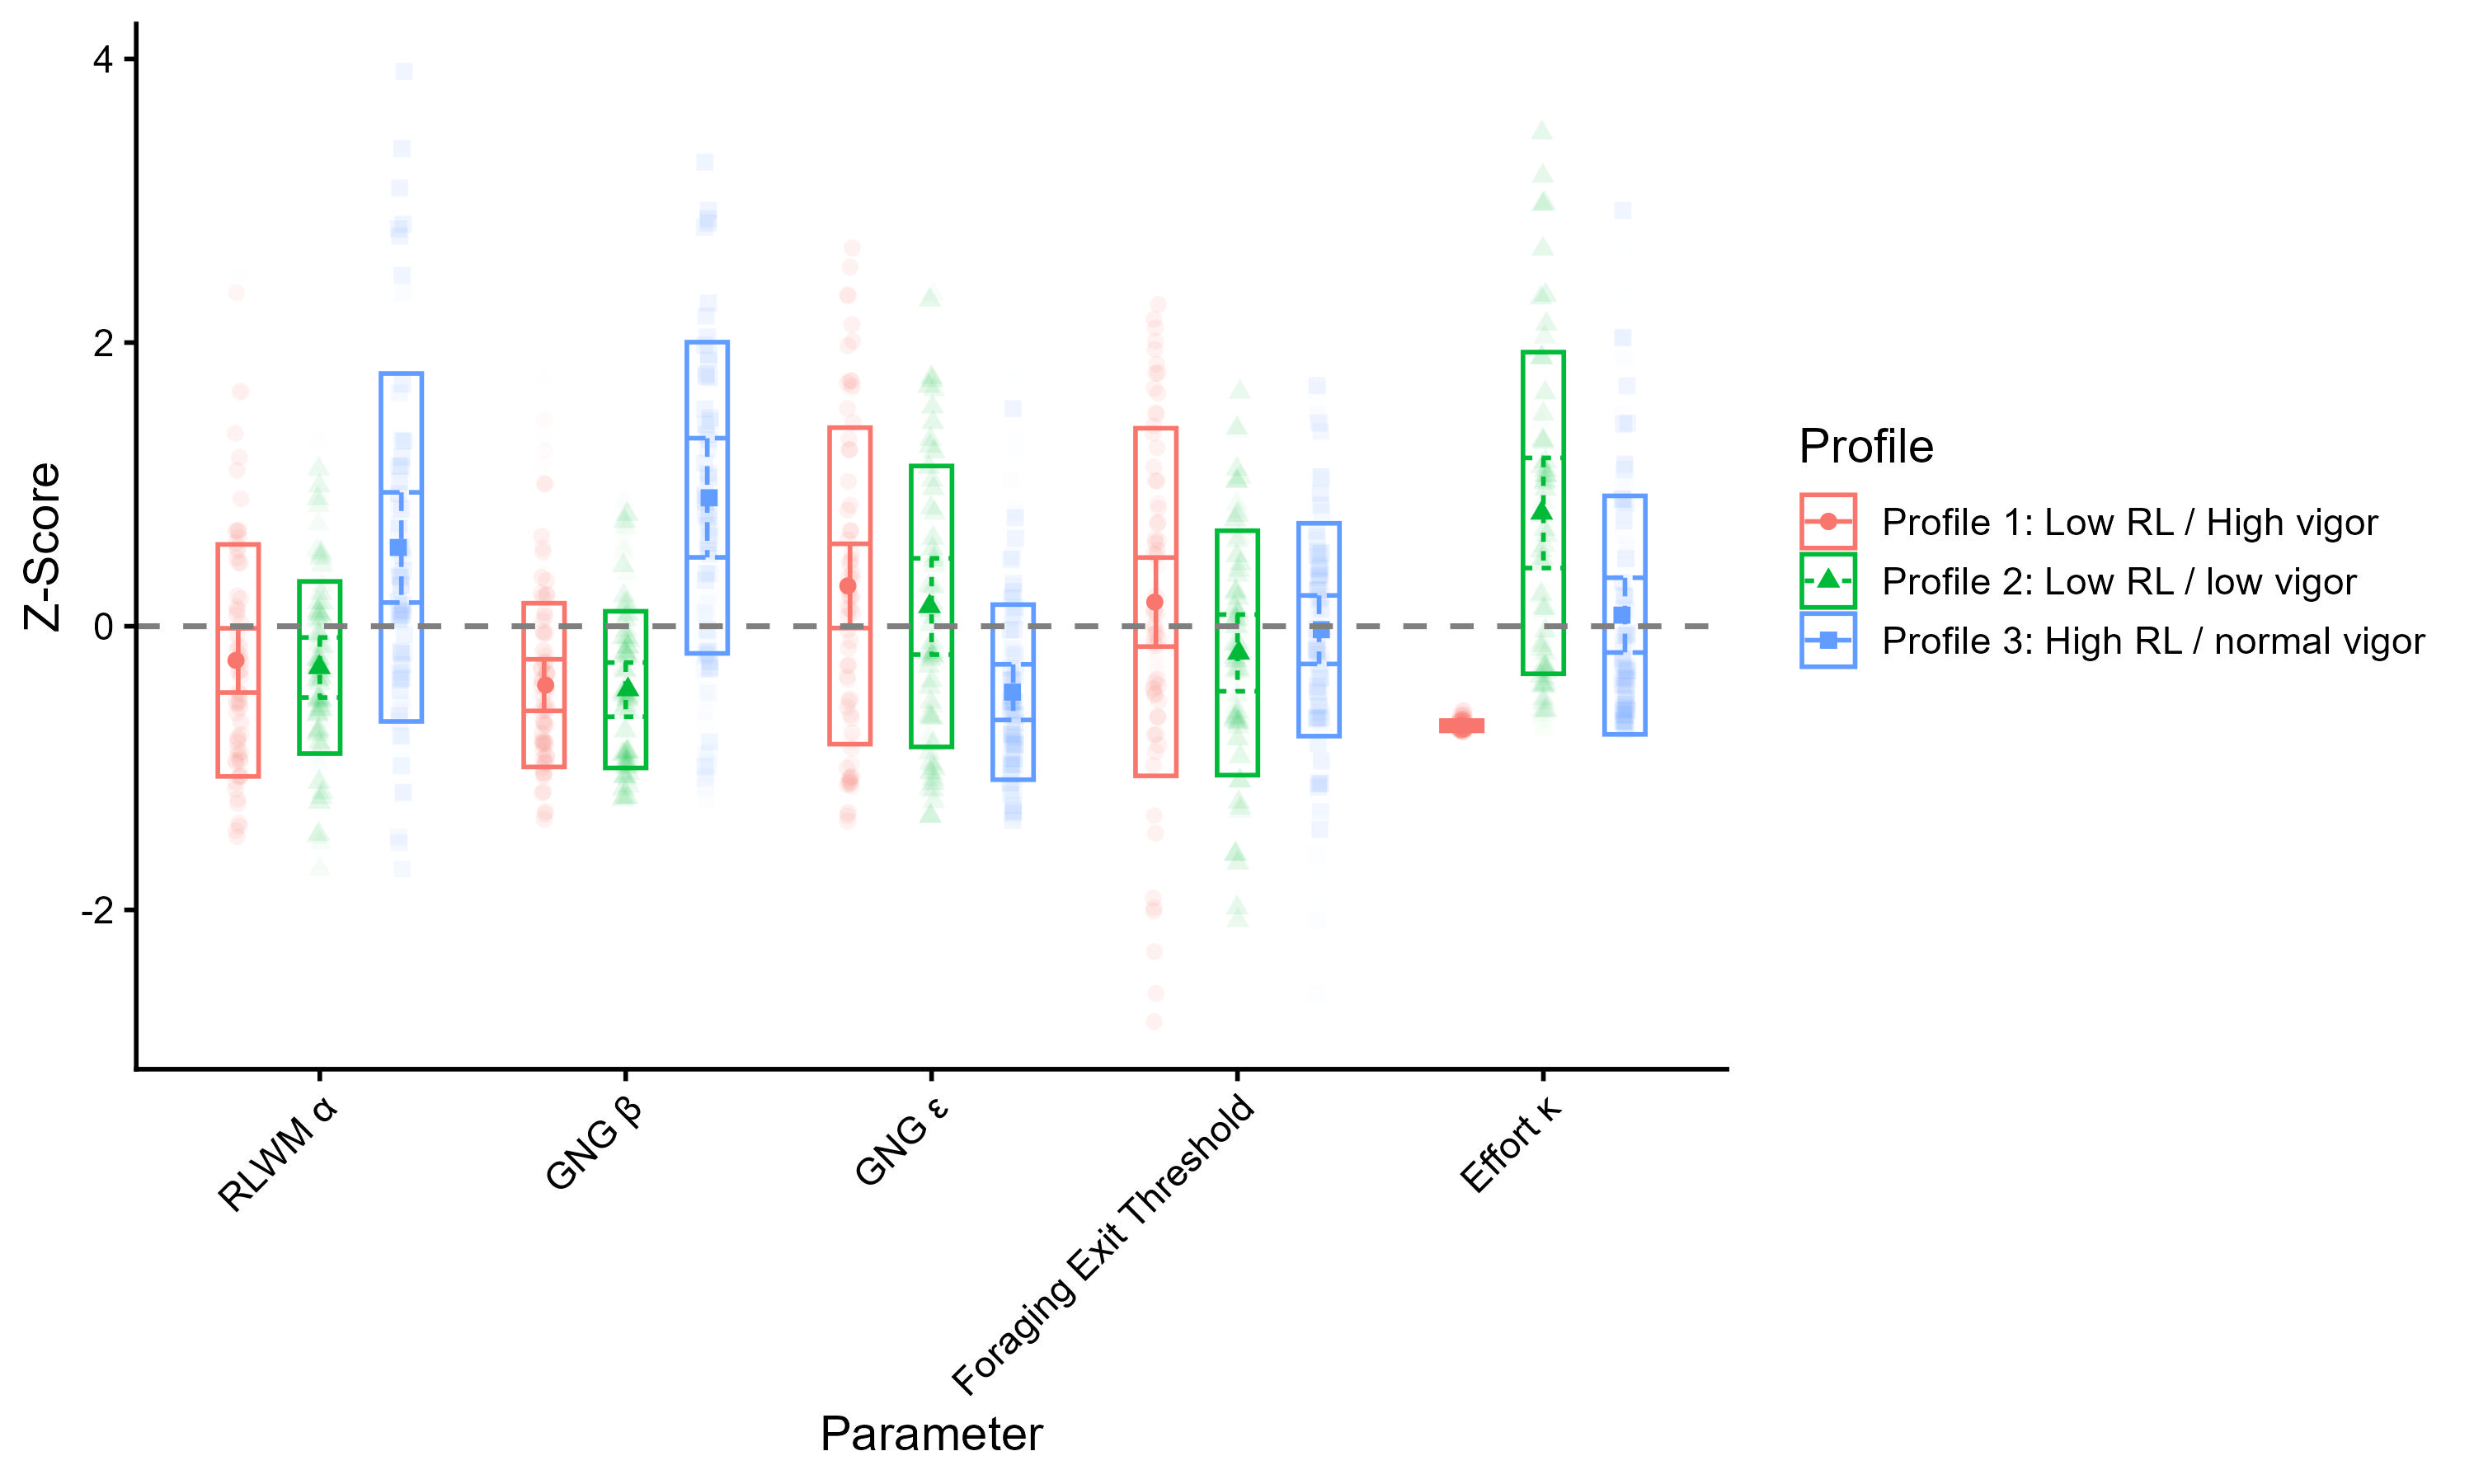 Z-Score
4
2
0
-2
RLWM α
GNG β
GNG ε
Foraging Exit Threshold
Effort κ
Parameter
Profile
Profile 1: Low RL / High vigor
Profile 2: Low RL / low vigor
Profile 3: High RL / normal vigor